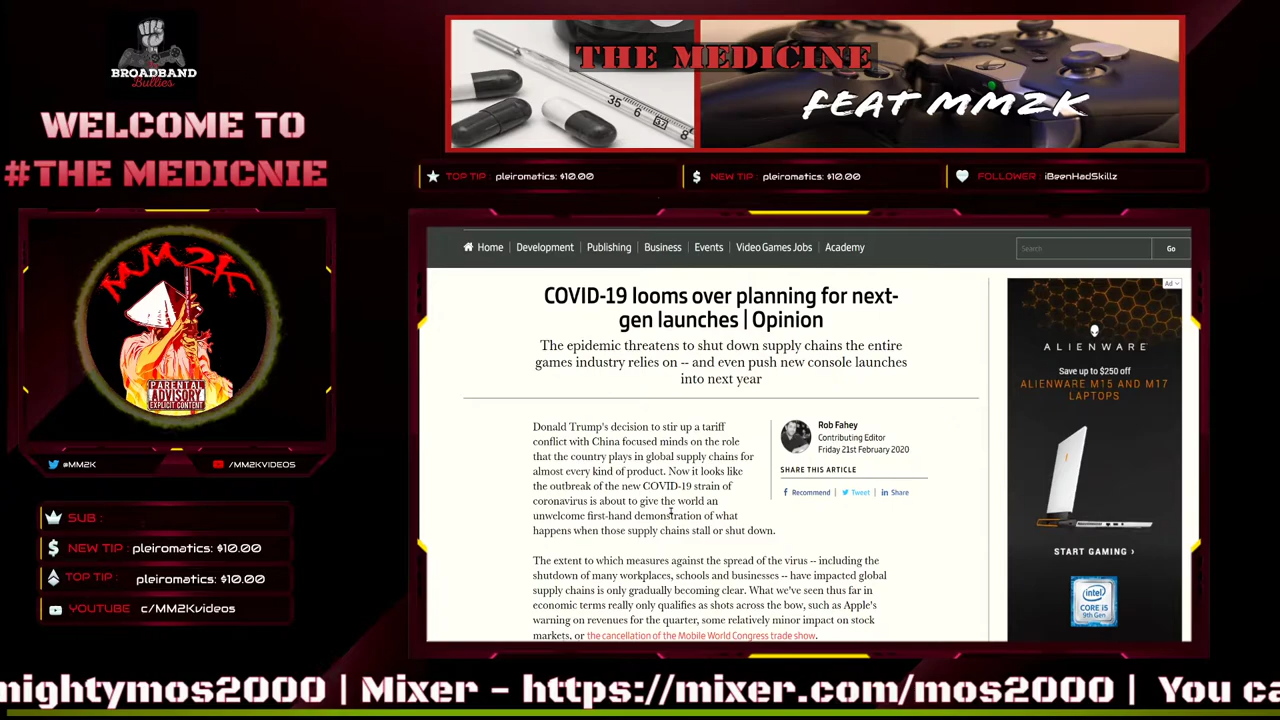 BROADBAND
Bullies
WELCOME TO
#THE MEDICNIE
THE MEDICINE
FEAT MM2K
35
6
37
8
TOP TIP : pleiromatics: $10.00
NEW TIP : pleiromatics: $10.00
FOLLOWER : iBeenHadSkillz
MM2K
PARENTAL
ADVISORY
EXPLICIT CONTENT
@MM2K
/MM2KVIDEOS
SUB :
NEW TIP : pleiromatics: $10.00
TOP TIP : pleiromatics: $10.00
YOUTUBE c/MM2Kvideos
Home | Development | Publishing | Business | Events | Video Games Jobs | Academy
Search
Go
COVID-19 looms over planning for next-
gen launches | Opinion
The epidemic threatens to shut down supply chains the entire
games industry relies on -- and even push new console launches
into next year
Donald Trump's decision to stir up a tariff
conflict with China focused minds on the role
that the country plays in global supply chains for
almost every kind of product. Now it looks like
the outbreak of the new COVID-19 strain of
coronavirus is about to give the world an
unwelcome first-hand demonstration of what
happens when those supply chains stall or shut down.
Rob Fahey
Contributing Editor
Friday 21st February 2020
SHARE THIS ARTICLE
Recommend
Tweet
Share
The extent to which measures against the spread of the virus -- including the
shutdown of many workplaces, schools and businesses -- have impacted global
supply chains is only gradually becoming clear. What we've seen thus far in
economic terms really only qualifies as shots across the bow, such as Apple's
warning on revenues for the quarter, some relatively minor impact on stock
markets, or the cancellation of the Mobile World Congress trade show.
Ad
ALIENWARE
Save up to $250 off
ALIENWARE M15 AND M17
LAPTOPS
START GAMING ›
intel
CORE i5
9th Gen
mightymos2000 | Mixer - https://mixer.com/mos2000 | You ca